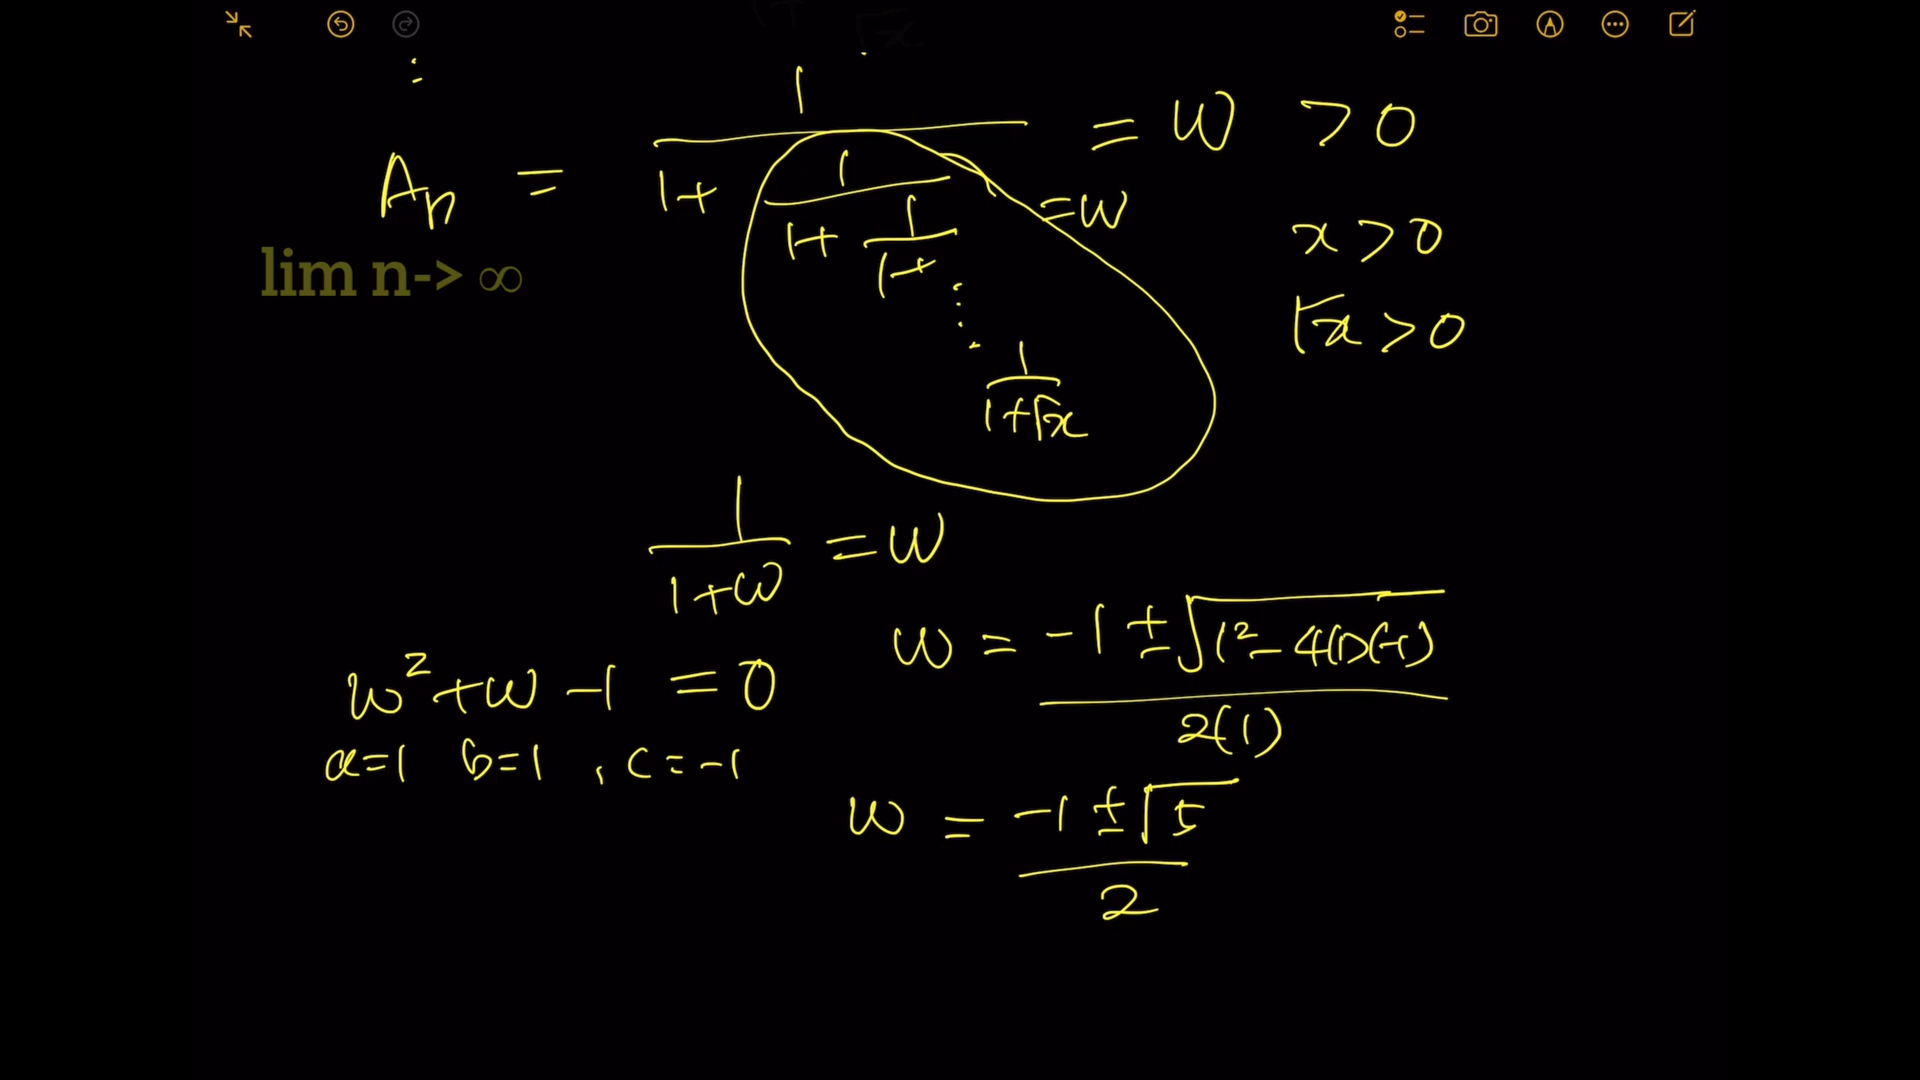 :
A_n = 1/(1+ 1/(1+ 1/(1+ ⋱ 1/(1+√x)))) = w > 0
= w
lim n-> ∞
x > 0
√x > 0
1/(1+w) = w
w = (-1 ± √(1² - 4(1)(-1)))/(2(1))
w² + w - 1 = 0
a=1 b=1 , c = -1
w = (-1 ± √5)/2